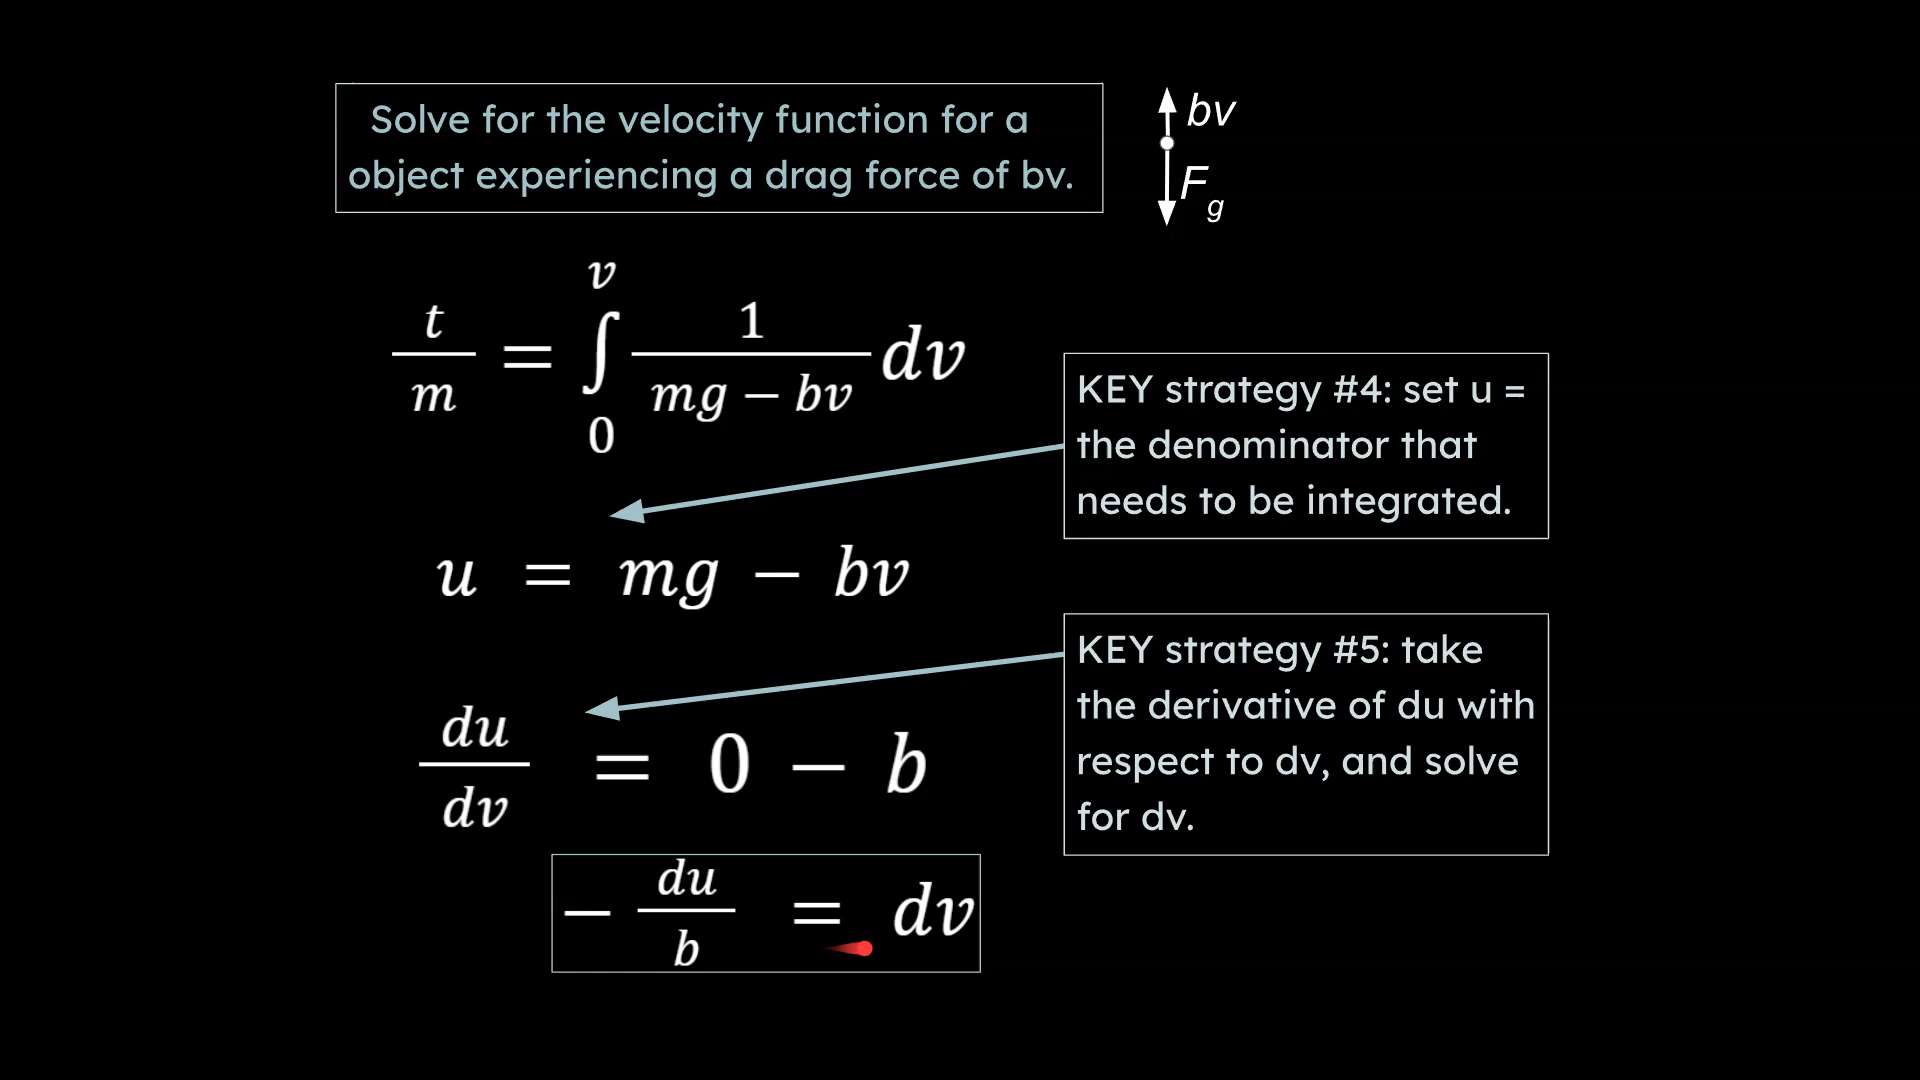 Solve for the velocity function for a
object experiencing a drag force of bv.
bv
F_g
t/m = ∫_0^v 1/(mg − bv) dv
KEY strategy #4: set u =
the denominator that
needs to be integrated.
u = mg − bv
KEY strategy #5: take
the derivative of du with
respect to dv, and solve
for dv.
du/dv = 0 − b
− du/b = dv